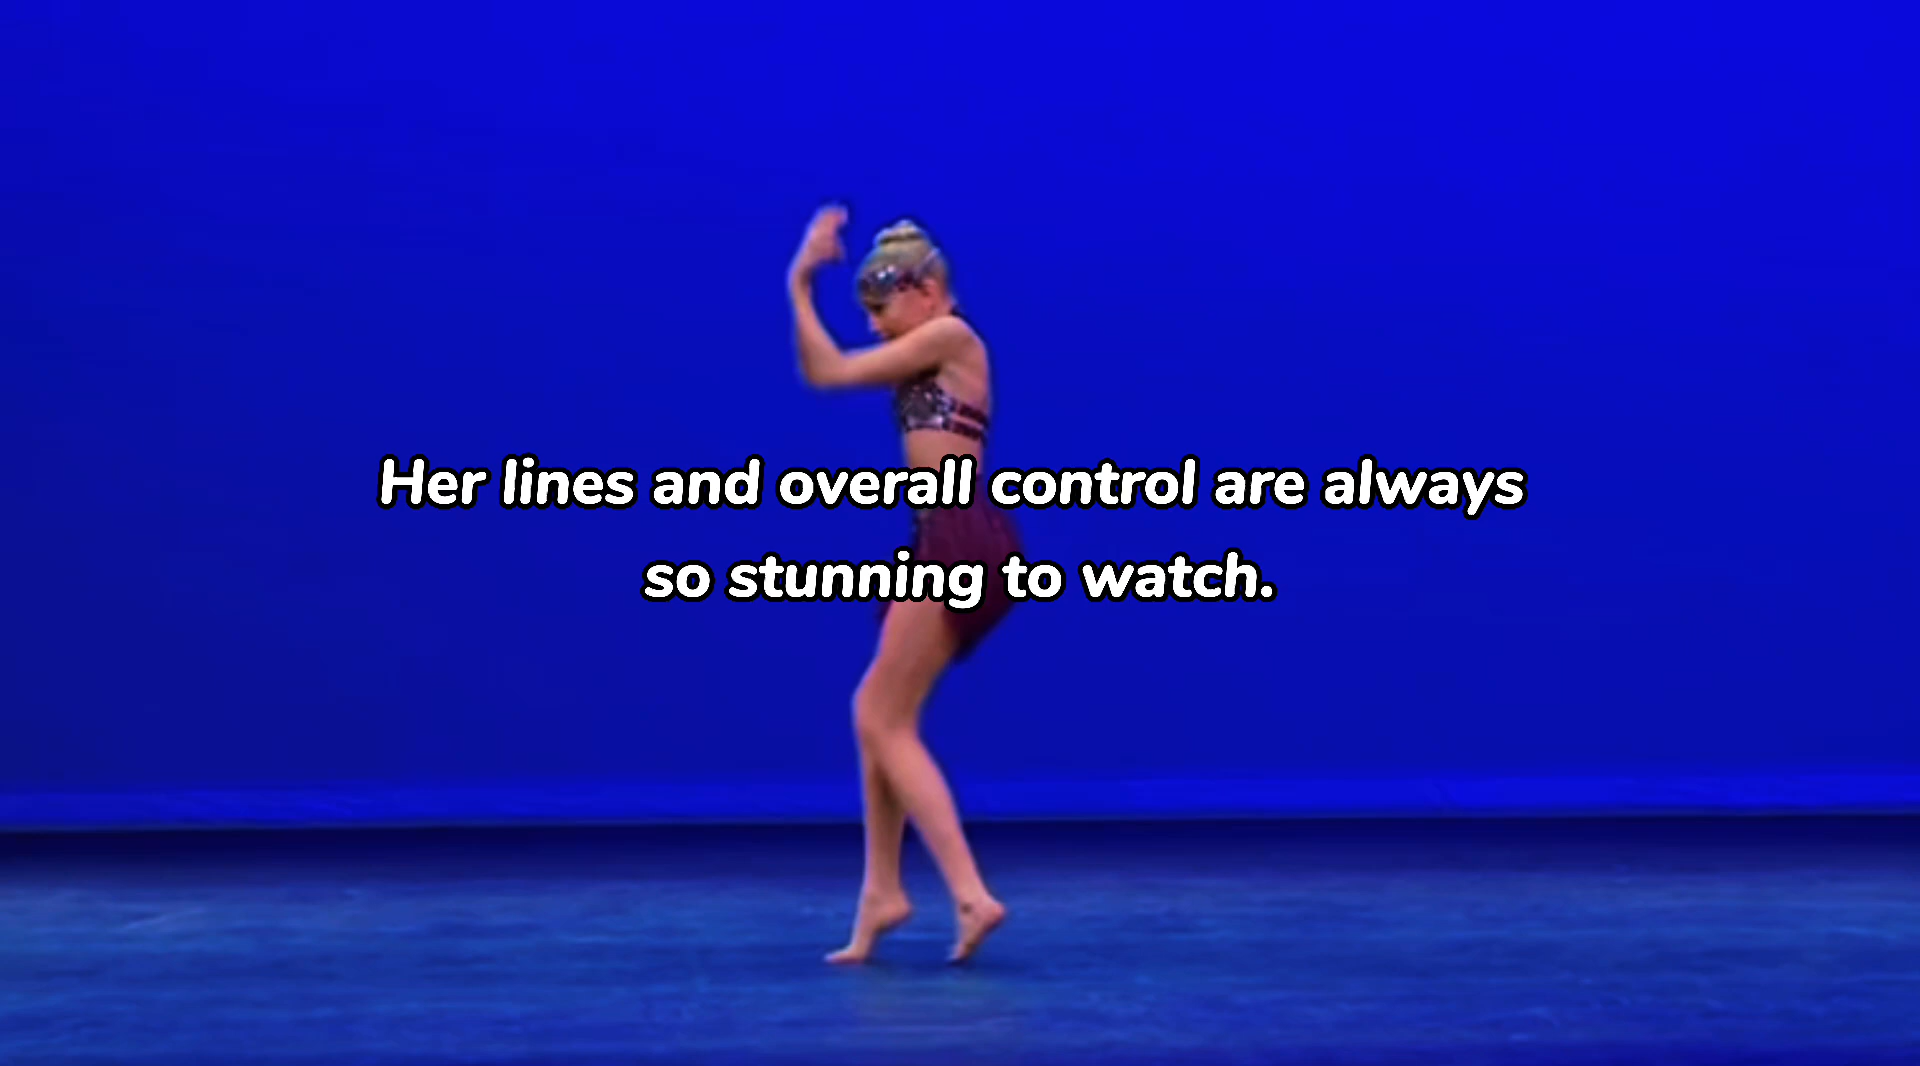 Her lines and overall control are always
so stunning to watch.